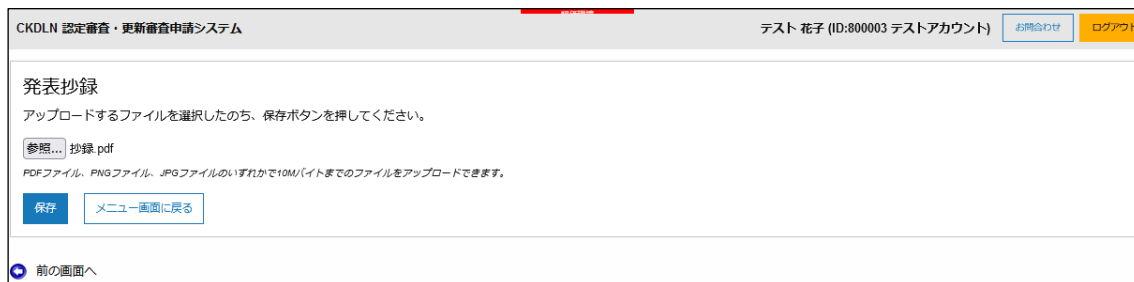 CKDLN 認定審査・更新審査申請システム
テスト 花子 (ID:800003 テストアカウント) お問合わせ ログアウト
発表抄録
アップロードするファイルを選択したのち、保存ボタンを押してください。
参照... 抄録.pdf
PDFファイル、PNGファイル、JPGファイルのいずれかで10Mバイトまでのファイルをアップロードできます。
保存 メニュー画面に戻る
前の画面へ